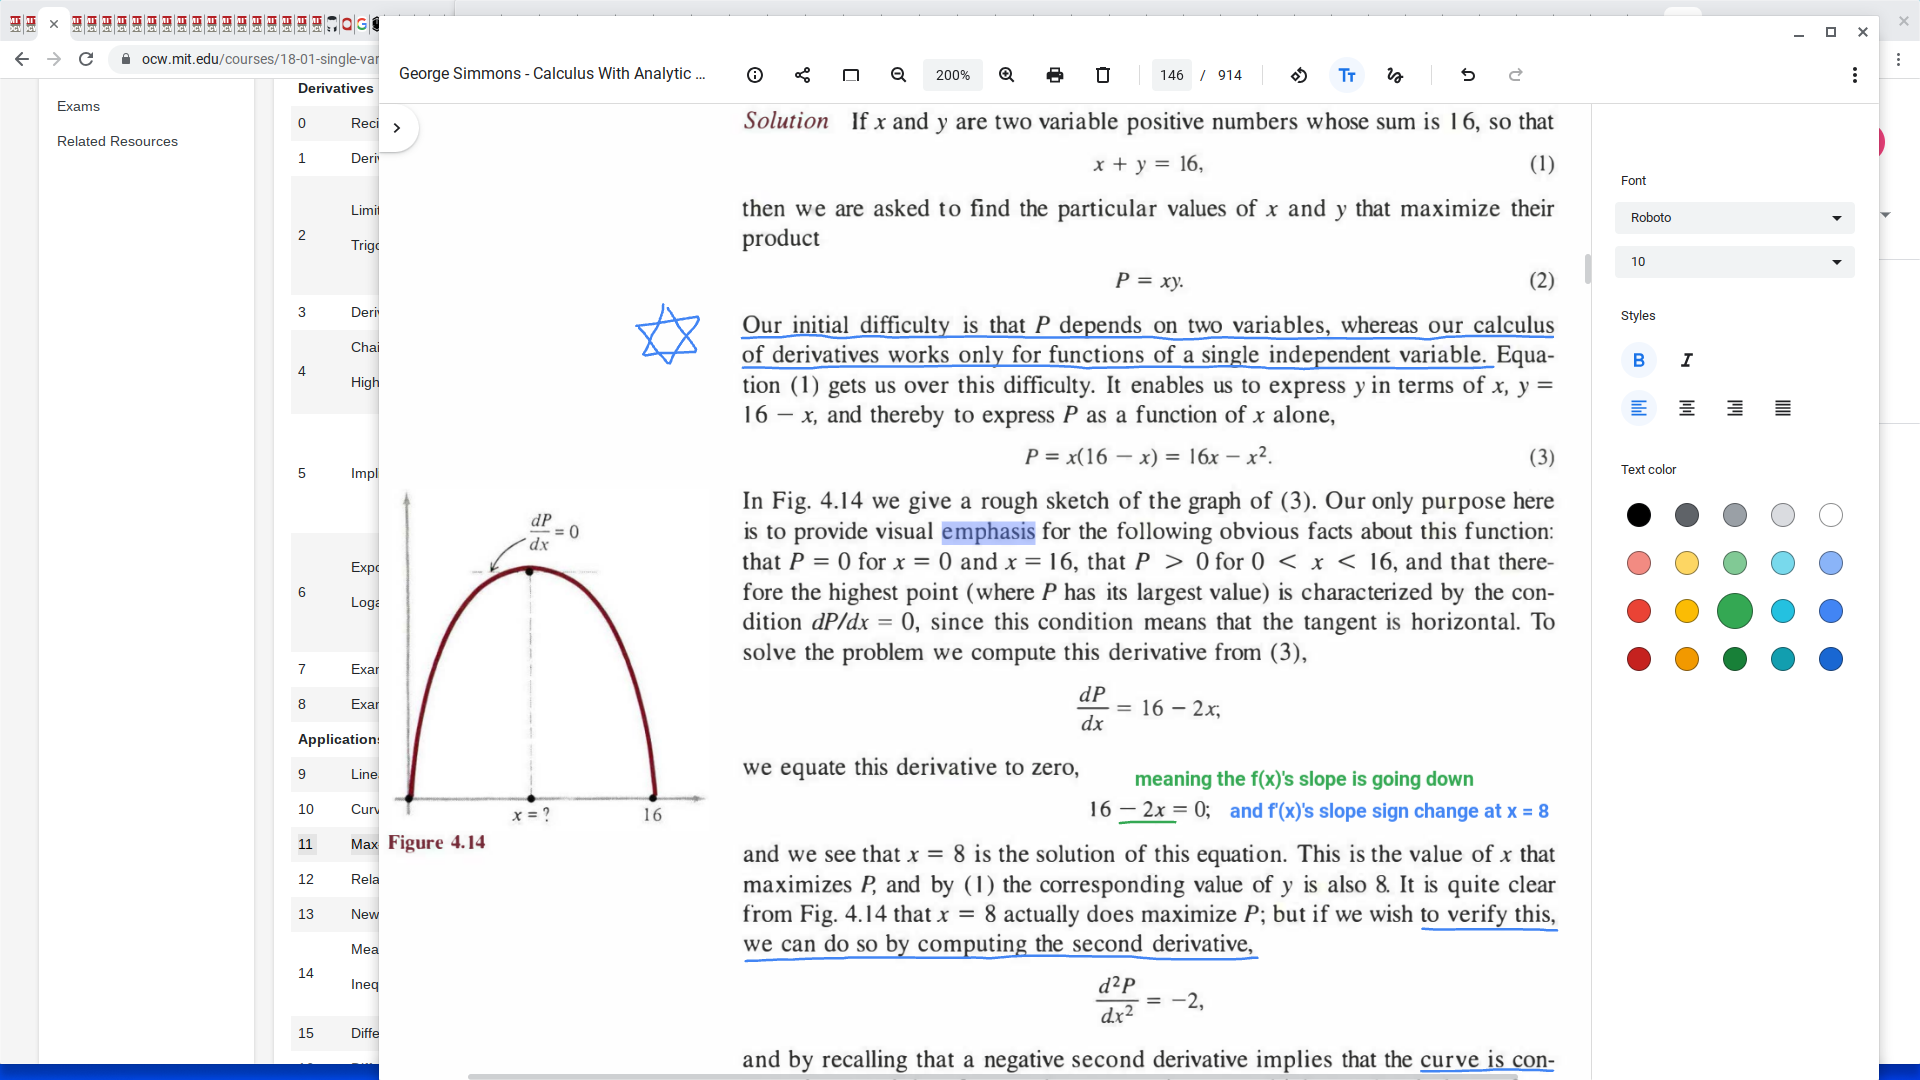 ocw.mit.edu/courses/18-01-single-var
Exams
Related Resources
Derivatives
0 Reci
1 Deri
2 Limit
Trigo
3 Deri
4 Chai
High
5 Impl
6 Expo
Loga
7 Exar
8 Exar
Applications
9 Line
10 Curv
11 Max
12 Rela
13 New
14 Mea
Ineq
15 Diffe
George Simmons - Calculus With Analytic ...
200%
146 / 914
Solution If x and y are two variable positive numbers whose sum is 16, so that
x + y = 16, (1)
then we are asked to find the particular values of x and y that maximize their
product
P = xy. (2)
Our initial difficulty is that P depends on two variables, whereas our calculus
of derivatives works only for functions of a single independent variable. Equa-
tion (1) gets us over this difficulty. It enables us to express y in terms of x, y =
16 − x, and thereby to express P as a function of x alone,
P = x(16 − x) = 16x − x². (3)
In Fig. 4.14 we give a rough sketch of the graph of (3). Our only purpose here
is to provide visual emphasis for the following obvious facts about this function:
that P = 0 for x = 0 and x = 16, that P > 0 for 0 < x < 16, and that there-
fore the highest point (where P has its largest value) is characterized by the con-
dition dP/dx = 0, since this condition means that the tangent is horizontal. To
solve the problem we compute this derivative from (3),
dP/dx = 16 − 2x;
we equate this derivative to zero,
meaning the f(x)'s slope is going down
16 − 2x = 0; and f'(x)'s slope sign change at x = 8
and we see that x = 8 is the solution of this equation. This is the value of x that
maximizes P, and by (1) the corresponding value of y is also 8. It is quite clear
from Fig. 4.14 that x = 8 actually does maximize P; but if we wish to verify this,
we can do so by computing the second derivative,
d²P/dx² = −2,
and by recalling that a negative second derivative implies that the curve is con-
dP/dx = 0
x = ? 16
Figure 4.14
Font
Roboto
10
Styles
B I
Text color